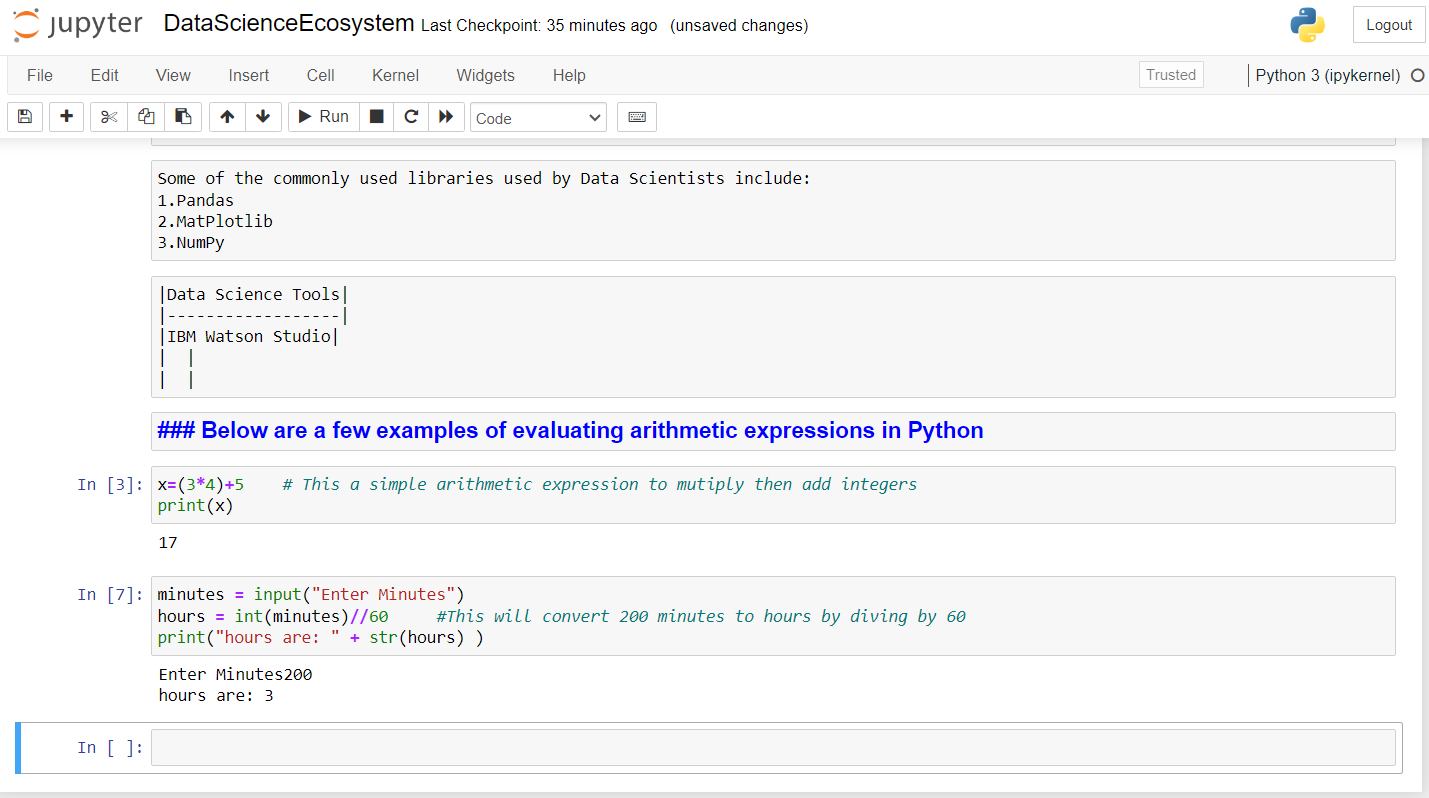 jupyter DataScienceEcosystem Last Checkpoint: 35 minutes ago (unsaved changes) Logout
File Edit View Insert Cell Kernel Widgets Help Trusted Python 3 (ipykernel)
Run Code
Some of the commonly used libraries used by Data Scientists include:
1.Pandas
2.MatPlotlib
3.NumPy
|Data Science Tools|
|------------------|
|IBM Watson Studio|
|  |
|  |
### Below are a few examples of evaluating arithmetic expressions in Python
In [3]: x=(3*4)+5    # This a simple arithmetic expression to mutiply then add integers
print(x)
17
In [7]: minutes = input("Enter Minutes")
hours = int(minutes)//60     #This will convert 200 minutes to hours by diving by 60
print("hours are: " + str(hours) )
Enter Minutes200
hours are: 3
In [ ]: